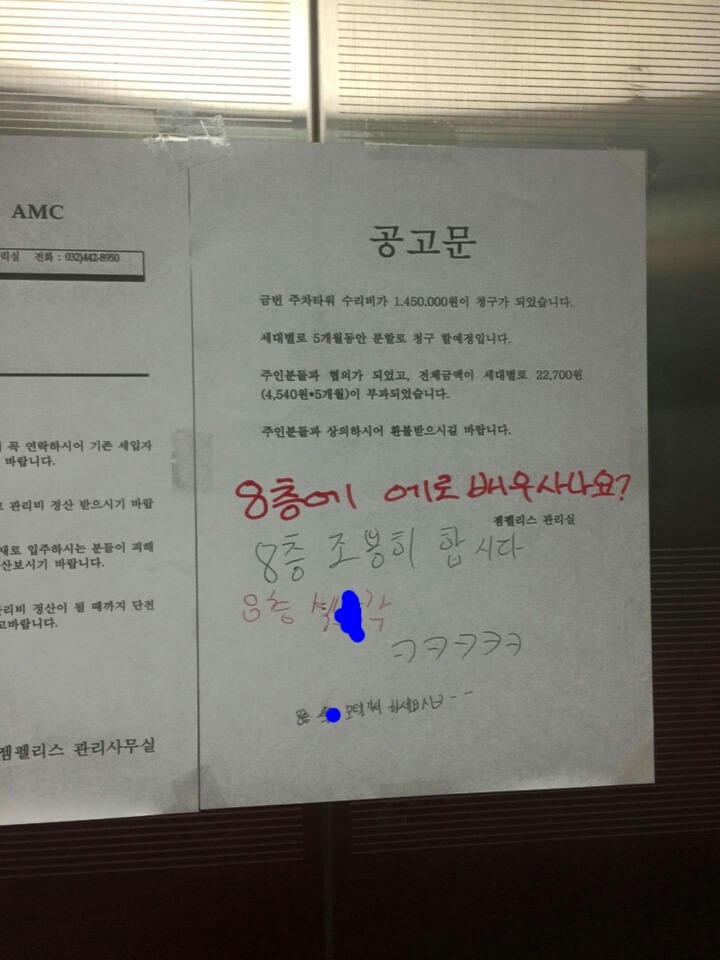 AMC
리실 전화 : 032)442-8950
꼭 연락하시어 기존 세입자
바랍니다.
관리비 정산 받으시기 바랍
새로 입주하시는 분들이 피해
산보시기 바랍니다.
리비 정산이 될 때까지 단전
고바랍니다.
젬펠리스 관리사무실
공고문
금번 주차타워 수리비가 1.450.000원이 청구가 되었습니다.
세대별로 5개월동안 분할로 청구 할예정입니다.
주인분들과 협의가 되었고, 전체금액이 세대별로 22,700원
(4,540원*5개월)이 부과되었습니다.
주인분들과 상의하시어 환불받으시길 바랍니다.
8층에 에로배우사나요?
젬펠리스 관리실
8층 조용히 합시다
8층
ㅋㅋㅋㅋㅋ
8층 모텔가서 하세요